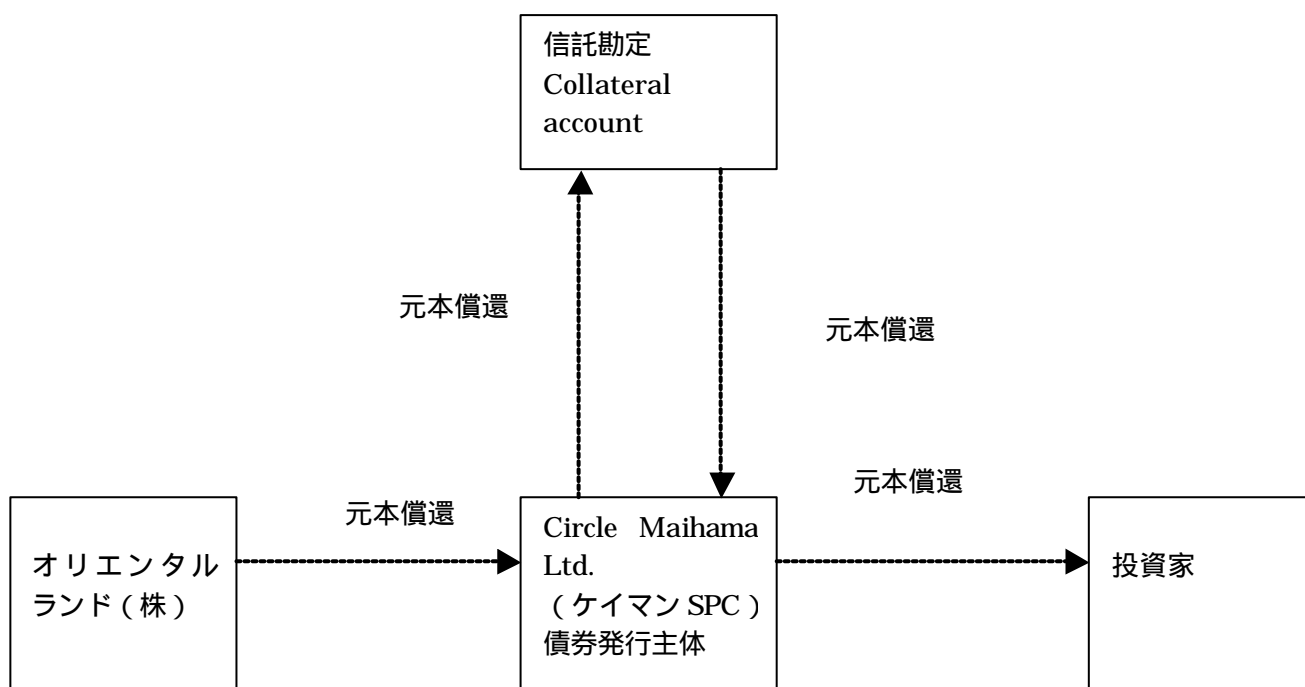 信託勘定
Collateral
account
元本償還
元本償還
元本償還
元本償還
オリエンタル
ランド（株）
Circle Maihama
Ltd.
（ケイマン SPC）
債券発行主体
投資家